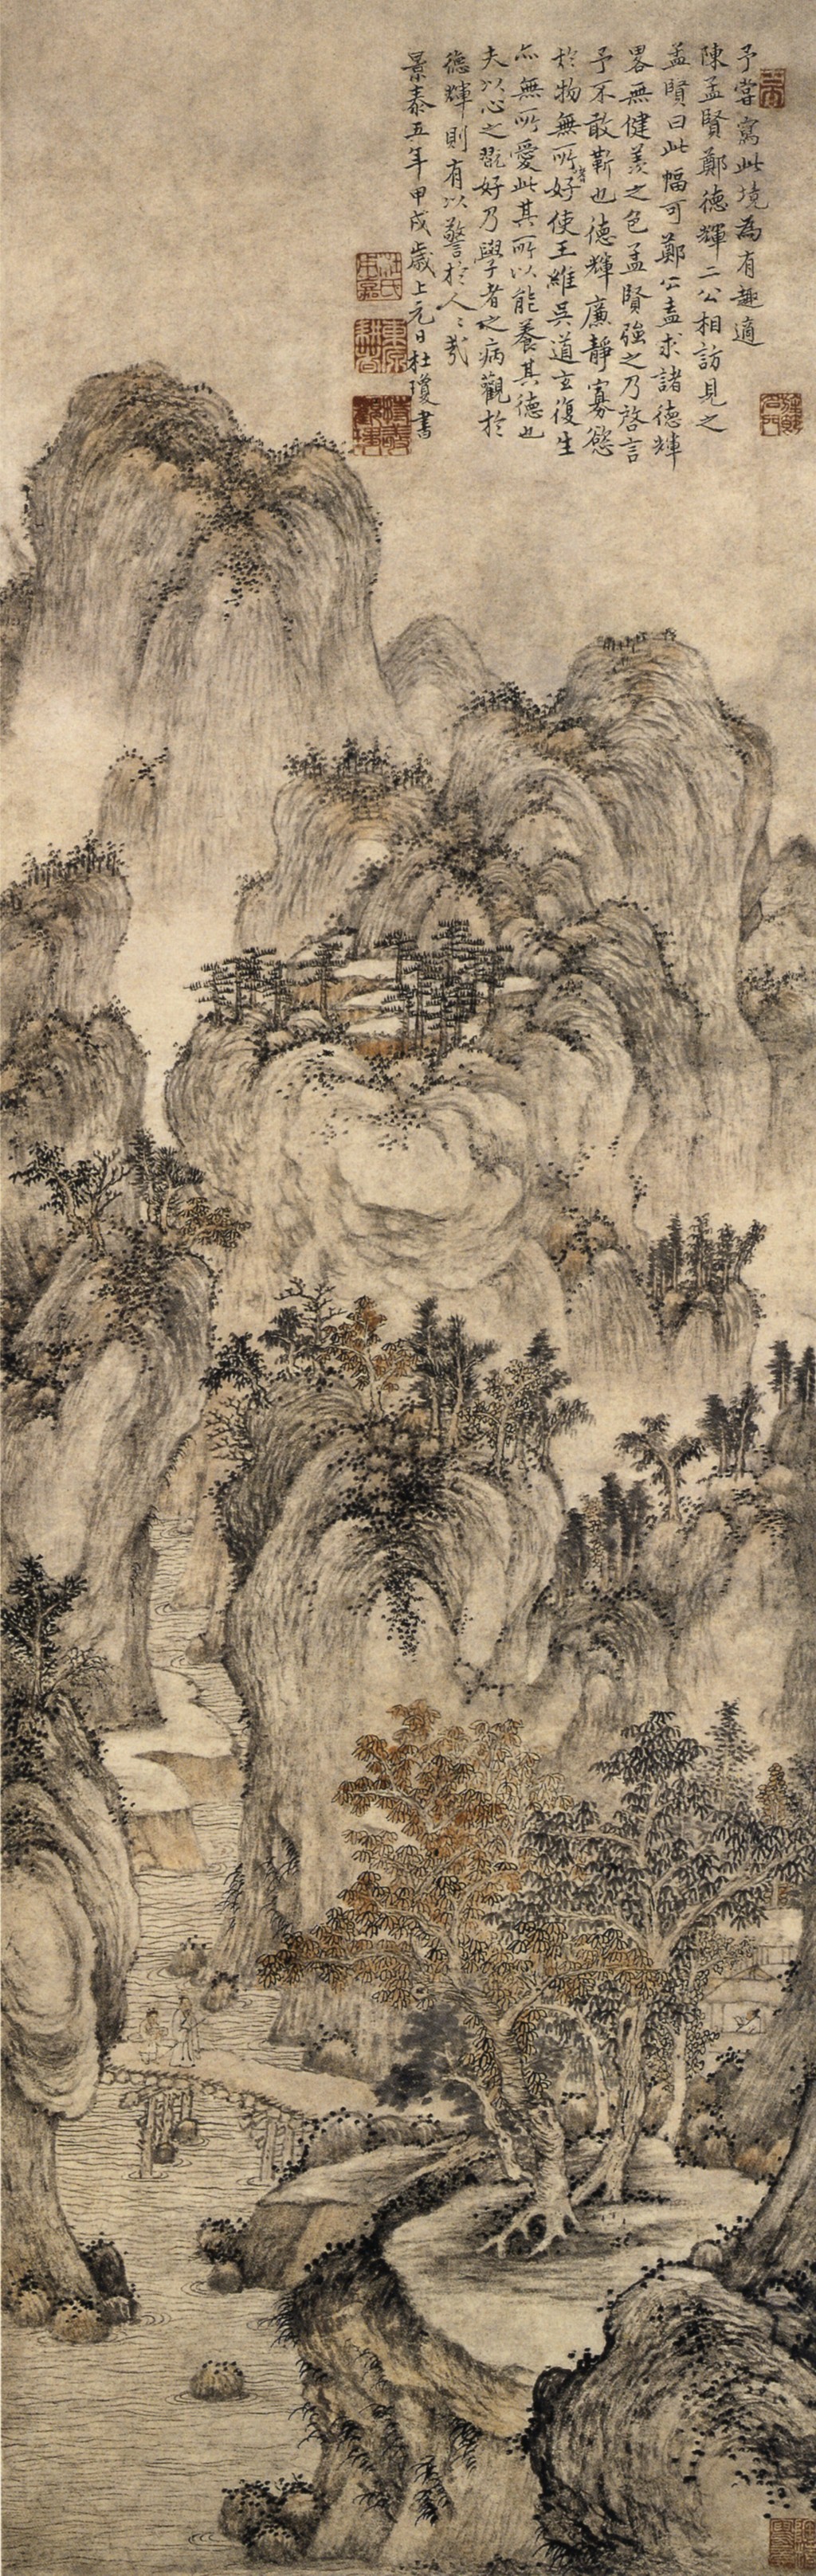 予嘗寫此境為有趣適
陳孟賢鄭德輝二公相訪見之
孟賢曰此幅可鄭公盍求諸德輝
畧無健羨之色孟賢強之乃啓言
予不敢靳也德輝廉靜寡慾
於物無所好使王維吳道玄復生
亦無所愛此其所以能養其德也
夫以心之翫好乃學者之病觀於
德輝則有以警於人人哉
景泰五年甲戌歲上元日杜瓊書